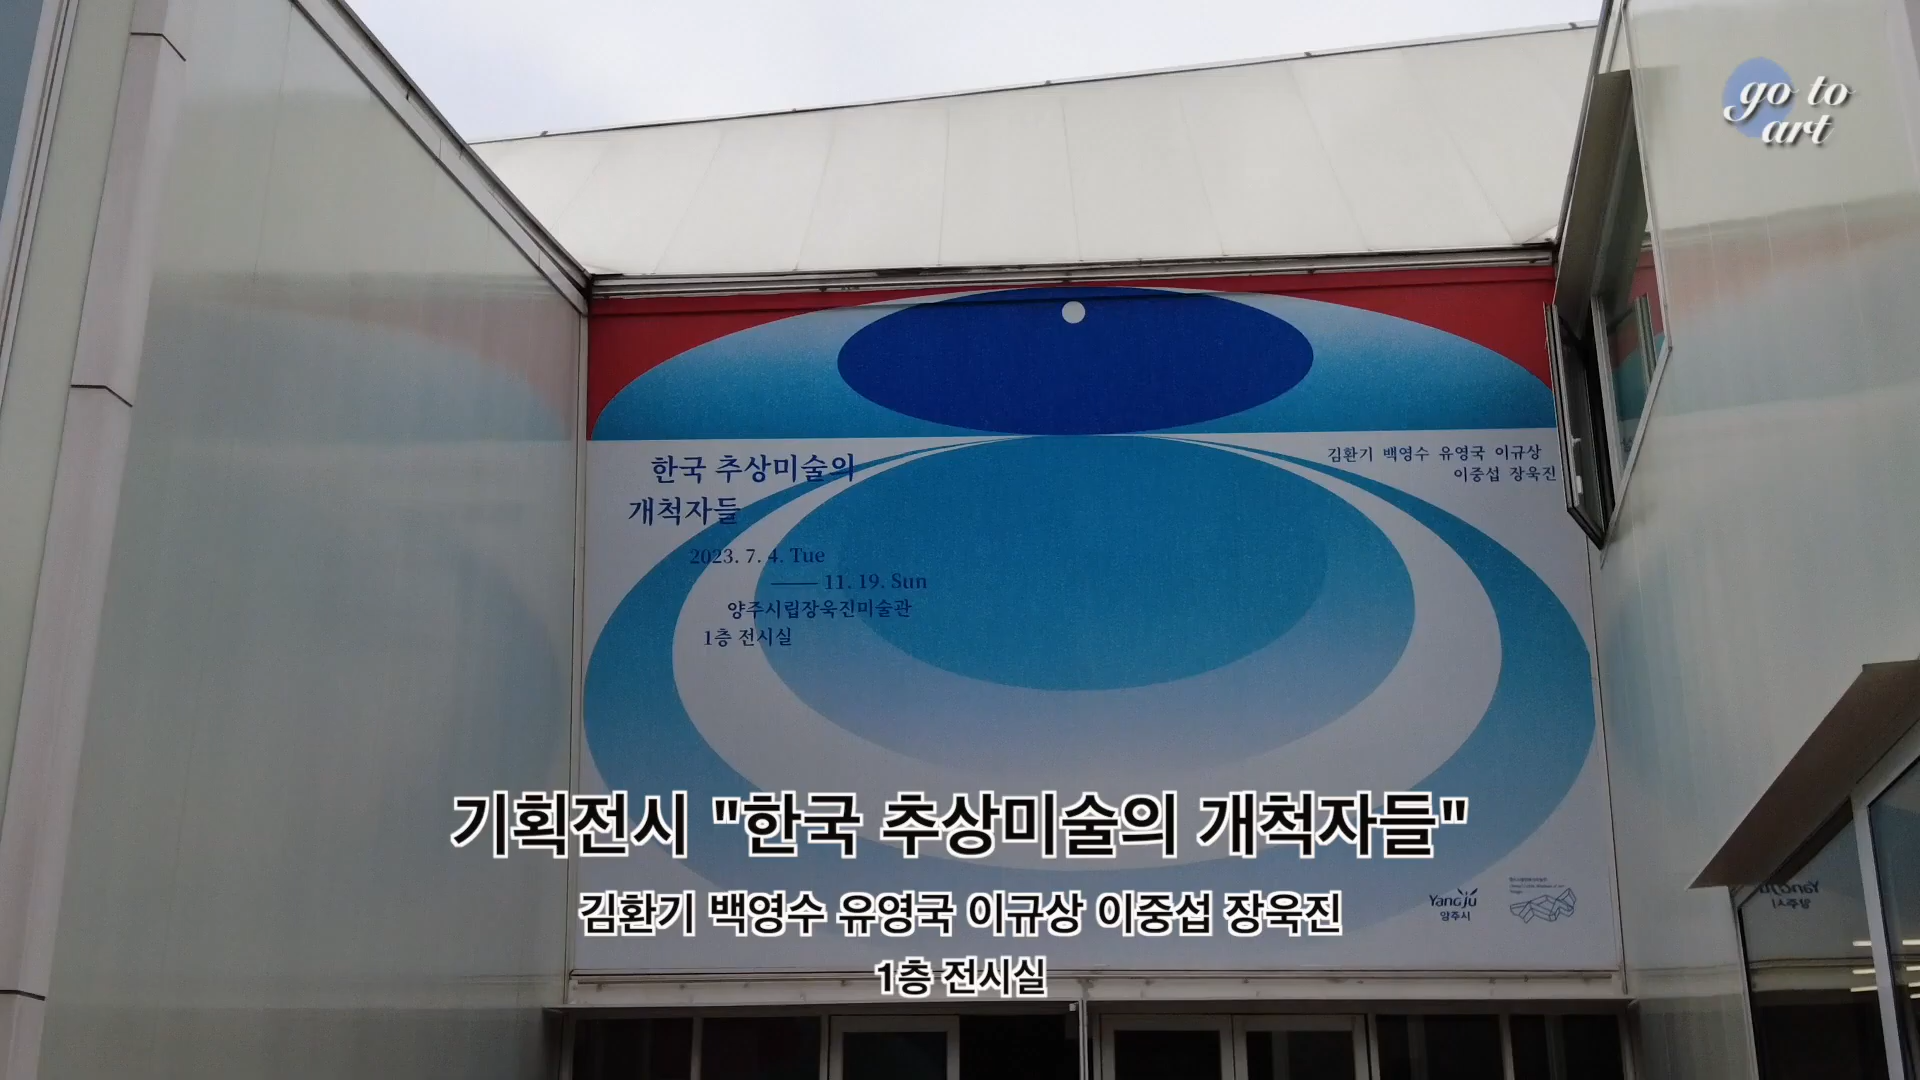 go to
art
한국 추상미술의
개척자들
2023. 7. 4. Tue
11. 19. Sun
양주시립장욱진미술관
1층 전시실
김환기 백영수 유영국 이규상
이중섭 장욱진
기획전시 "한국 추상미술의 개척자들"
김환기 백영수 유영국 이규상 이중섭 장욱진
1층 전시실
Yangju
양주시